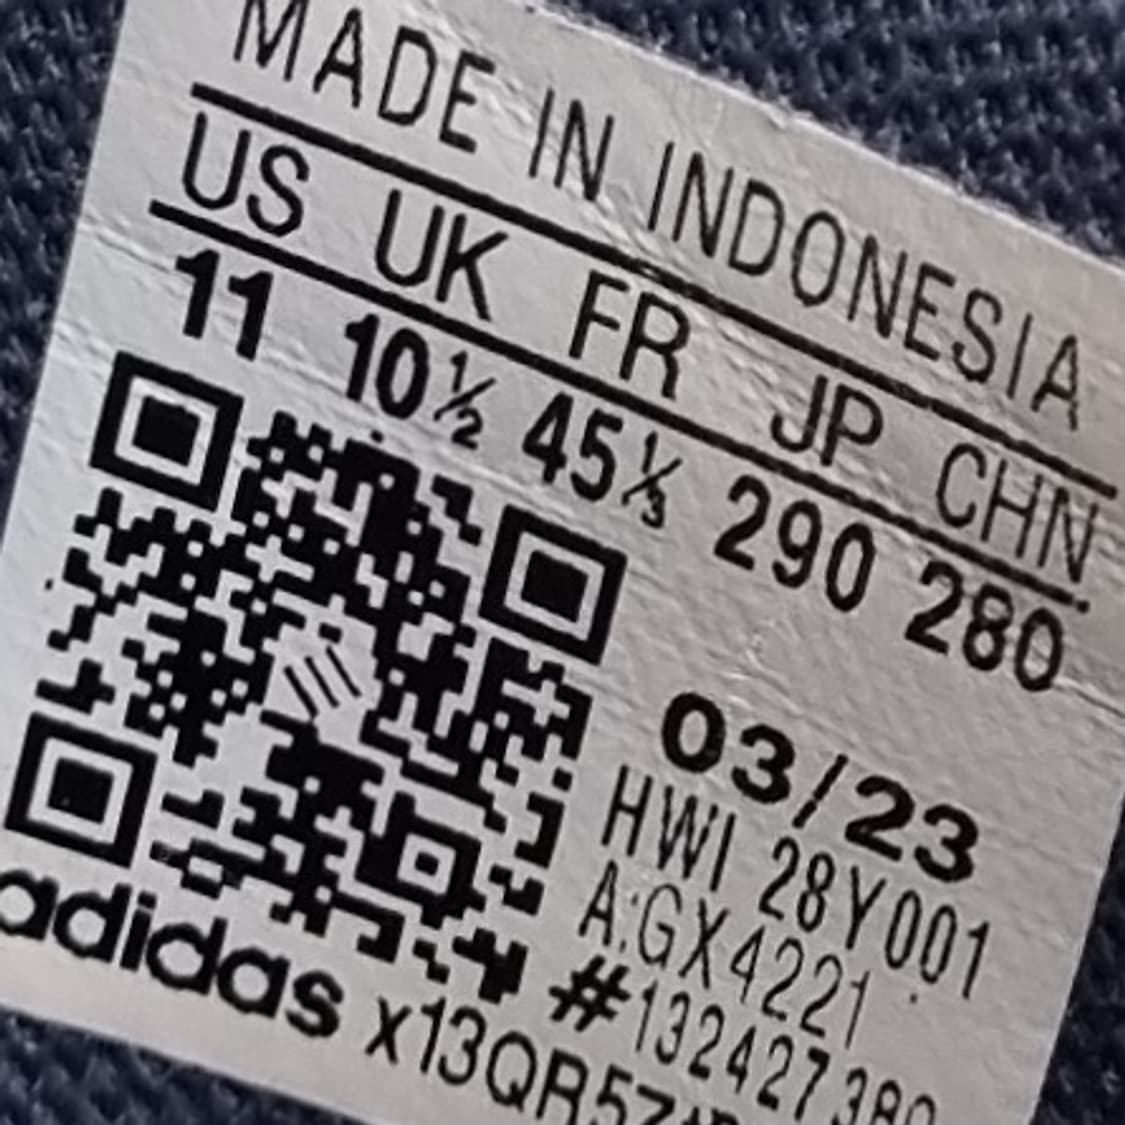 MADE IN INDONESIA
US UK FR JP CHN
11 10½ 45⅓ 290 280
03/23
HWI 28Y001
A:GX4221
adidas